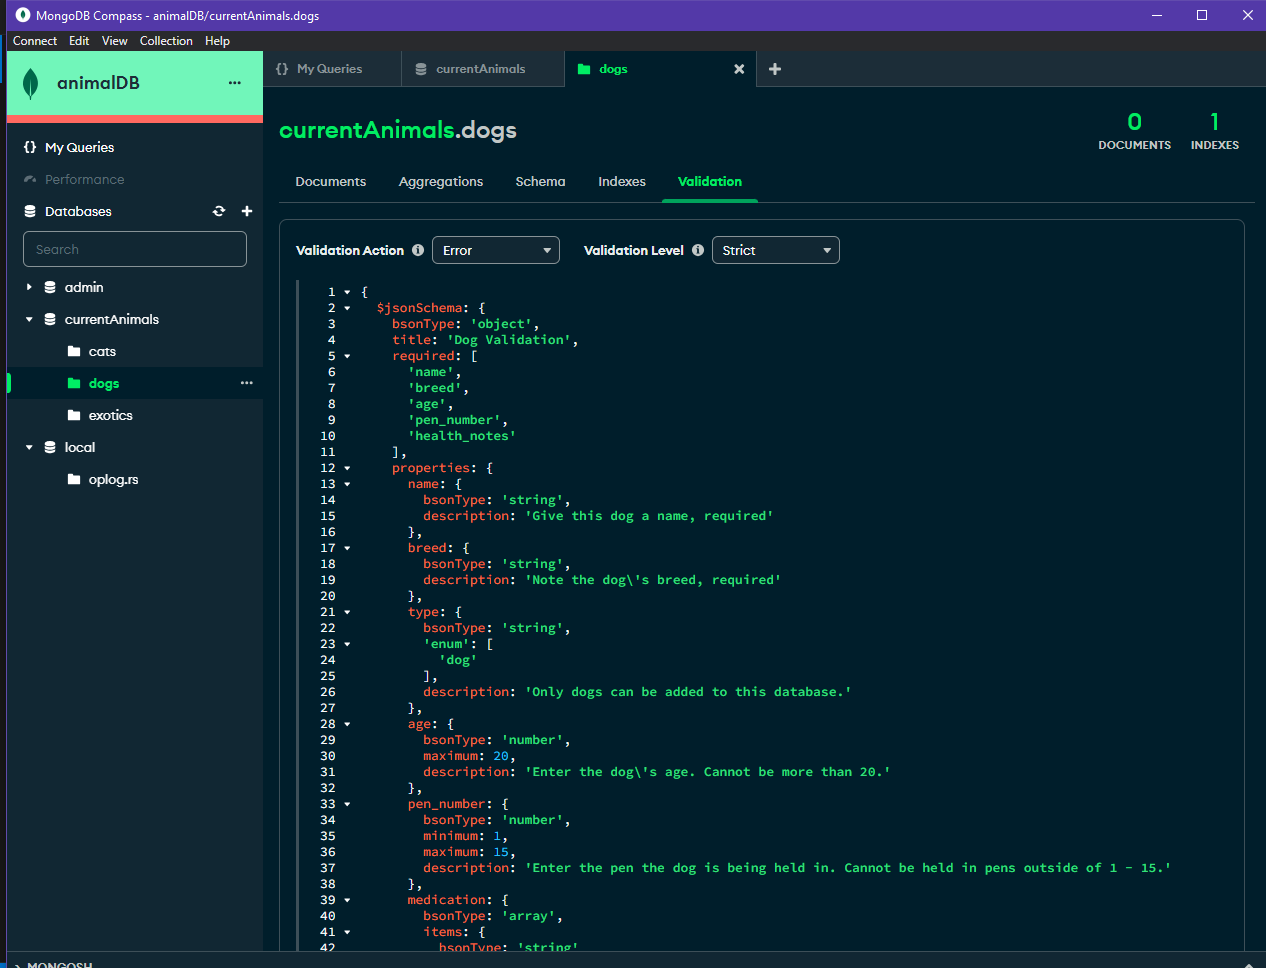 MongoDB Compass - animalDB/currentAnimals.dogs
Connect Edit View Collection Help
animalDB
My Queries
Performance
Databases
Search
admin
currentAnimals
cats
dogs
exotics
local
oplog.rs
{} My Queries
currentAnimals
dogs
currentAnimals.dogs
0
DOCUMENTS
1
INDEXES
Documents Aggregations Schema Indexes Validation
Validation Action Error Validation Level Strict
1 {
2 $jsonSchema: {
3 bsonType: 'object',
4 title: 'Dog Validation',
5 required: [
6 'name',
7 'breed',
8 'age',
9 'pen_number',
10 'health_notes'
11 ],
12 properties: {
13 name: {
14 bsonType: 'string',
15 description: 'Give this dog a name, required'
16 },
17 breed: {
18 bsonType: 'string',
19 description: 'Note the dog\'s breed, required'
20 },
21 type: {
22 bsonType: 'string',
23 'enum': [
24 'dog'
25 ],
26 description: 'Only dogs can be added to this database.'
27 },
28 age: {
29 bsonType: 'number',
30 maximum: 20,
31 description: 'Enter the dog\'s age. Cannot be more than 20.'
32 },
33 pen_number: {
34 bsonType: 'number',
35 minimum: 1,
36 maximum: 15,
37 description: 'Enter the pen the dog is being held in. Cannot be held in pens outside of 1 - 15.'
38 },
39 medication: {
40 bsonType: 'array',
41 items: {
42 bsonType: 'string'
>_MONGOSH